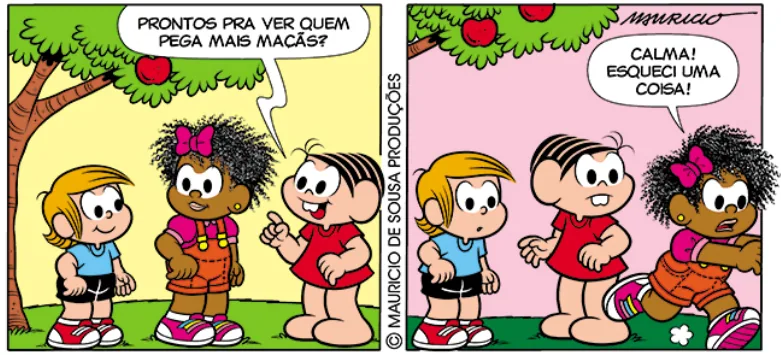 PRONTOS PRA VER QUEM
PEGA MAIS MAÇÃS?
© MAURICIO DE SOUSA PRODUÇÕES
MAURICIO
CALMA!
ESQUECI UMA
COISA!